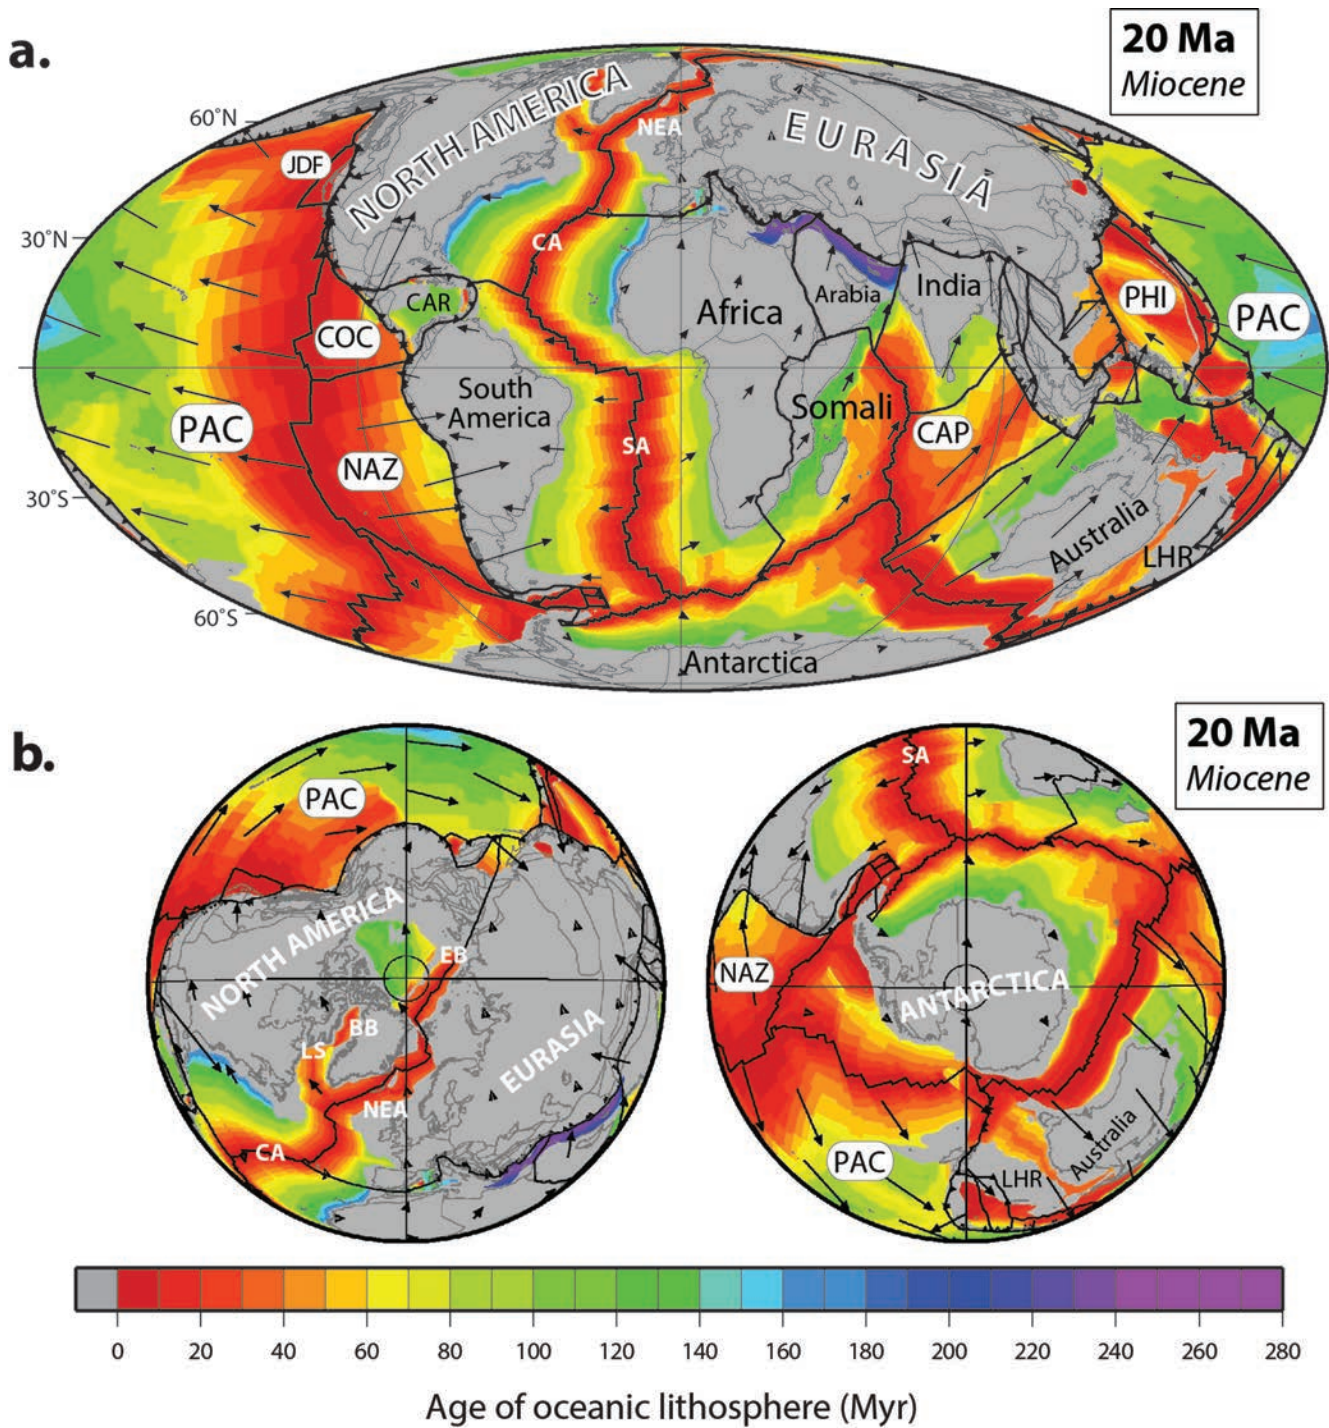 a.
20 Ma
Miocene
60°N
30°N
30°S
60°S
NORTH AMERICA
EURASIA
NEA
JDF
CA
CAR
COC
PAC
NAZ
South
America
SA
Africa
Arabia
India
Somali
CAP
PHI
PAC
Australia
LHR
Antarctica
b.
20 Ma
Miocene
PAC
NORTH AMERICA
EB
BB
LS
EURASIA
NEA
CA
SA
NAZ
ANTARCTICA
PAC
LHR
Australia
0 20 40 60 80 100 120 140 160 180 200 220 240 260 280
Age of oceanic lithosphere (Myr)